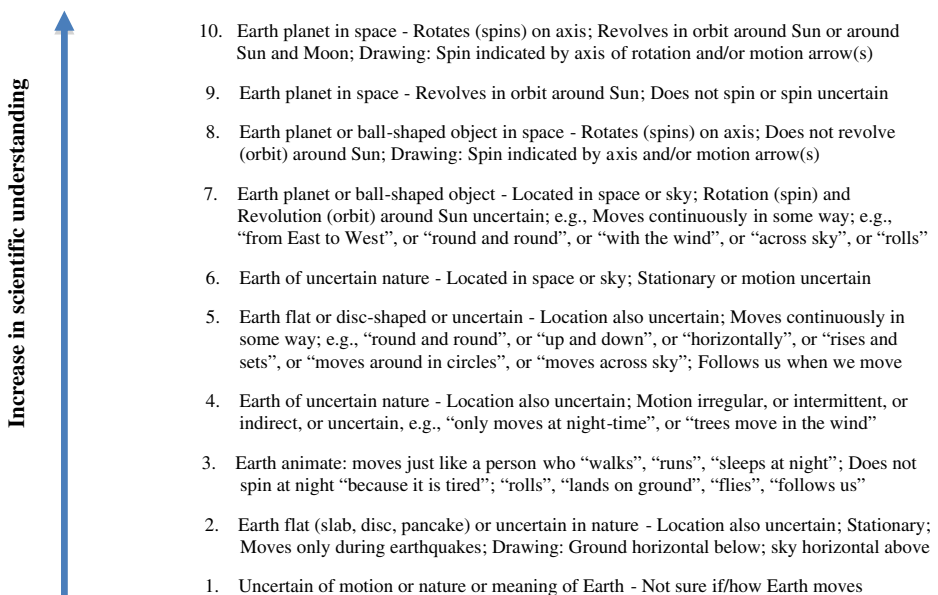 Increase in scientific understanding
10. Earth planet in space - Rotates (spins) on axis; Revolves in orbit around Sun or around
Sun and Moon; Drawing: Spin indicated by axis of rotation and/or motion arrow(s)
9. Earth planet in space - Revolves in orbit around Sun; Does not spin or spin uncertain
8. Earth planet or ball-shaped object in space - Rotates (spins) on axis; Does not revolve
(orbit) around Sun; Drawing: Spin indicated by axis and/or motion arrow(s)
7. Earth planet or ball-shaped object - Located in space or sky; Rotation (spin) and
Revolution (orbit) around Sun uncertain; e.g., Moves continuously in some way; e.g.,
“from East to West”, or “round and round”, or “with the wind”, or “across sky”, or “rolls”
6. Earth of uncertain nature - Located in space or sky; Stationary or motion uncertain
5. Earth flat or disc-shaped or uncertain - Location also uncertain; Moves continuously in
some way; e.g., “round and round”, or “up and down”, or “horizontally”, or “rises and
sets”, or “moves around in circles”, or “moves across sky”; Follows us when we move
4. Earth of uncertain nature - Location also uncertain; Motion irregular, or intermittent, or
indirect, or uncertain, e.g., “only moves at night-time”, or “trees move in the wind”
3. Earth animate: moves just like a person who “walks”, “runs”, “sleeps at night”; Does not
spin at night “because it is tired”; “rolls”, “lands on ground”, “flies”, “follows us”
2. Earth flat (slab, disc, pancake) or uncertain in nature - Location also uncertain; Stationary;
Moves only during earthquakes; Drawing: Ground horizontal below; sky horizontal above
1. Uncertain of motion or nature or meaning of Earth - Not sure if/how Earth moves